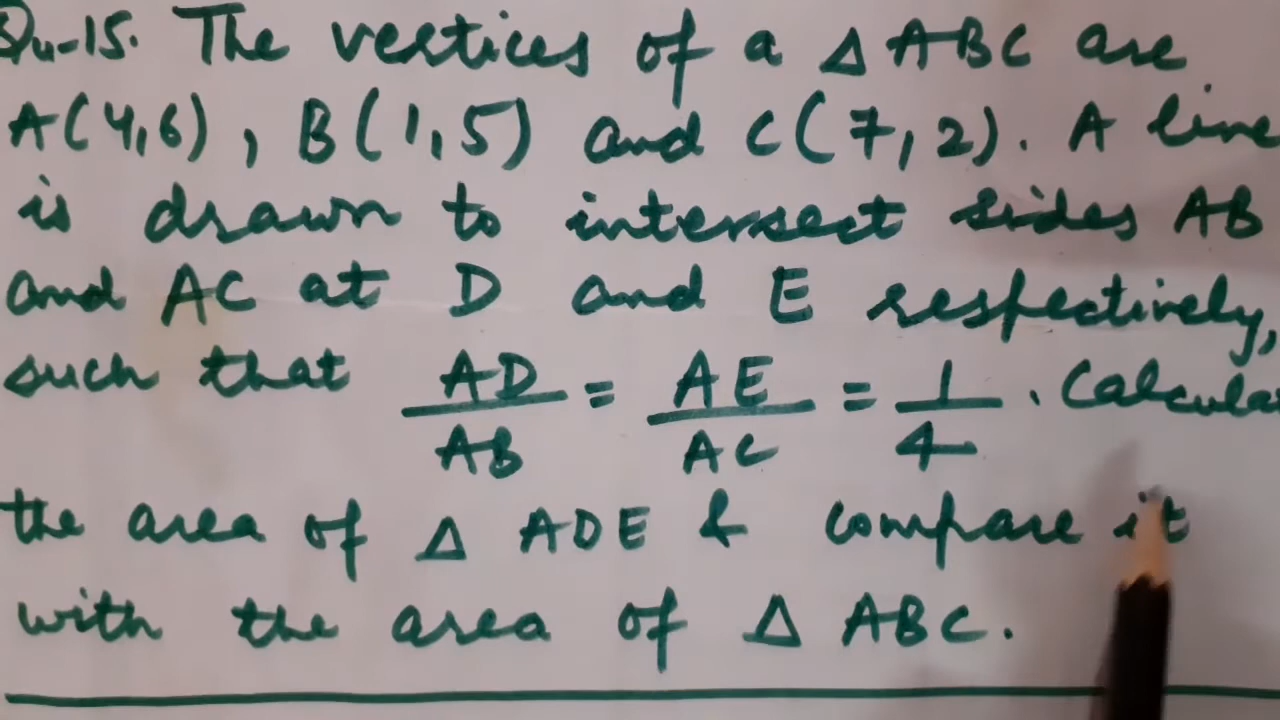 Qu-15. The vertices of a Δ ABC are
A(4,6), B(1,5) and C(7,2). A line
is drawn to intersect sides AB
and AC at D and E respectively,
such that AD/AB = AE/AC = 1/4. Calcula
the area of Δ ADE & compare it
with the area of Δ ABC.